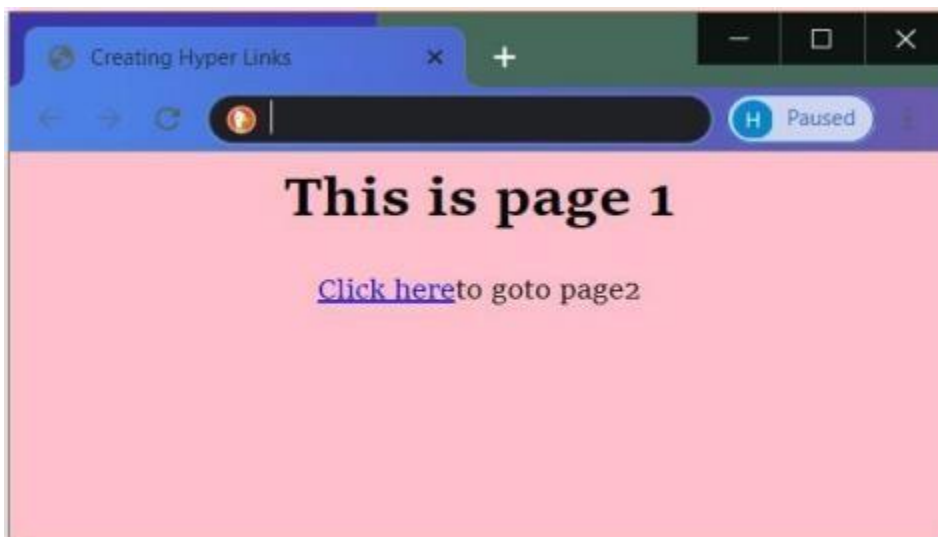 Creating Hyper Links
H Paused
This is page 1
Click hereto goto page2